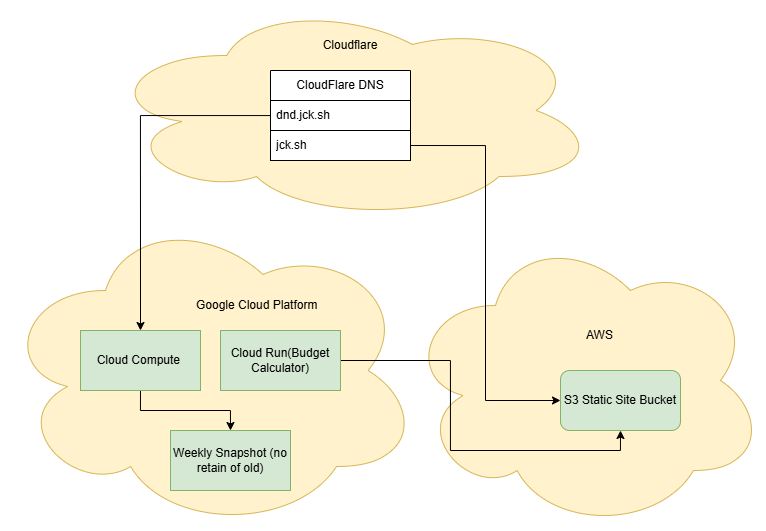 Cloudflare
CloudFlare DNS
dnd.jck.sh
jck.sh
Google Cloud Platform
Cloud Compute
Cloud Run(Budget
Calculator)
Weekly Snapshot (no
retain of old)
AWS
S3 Static Site Bucket